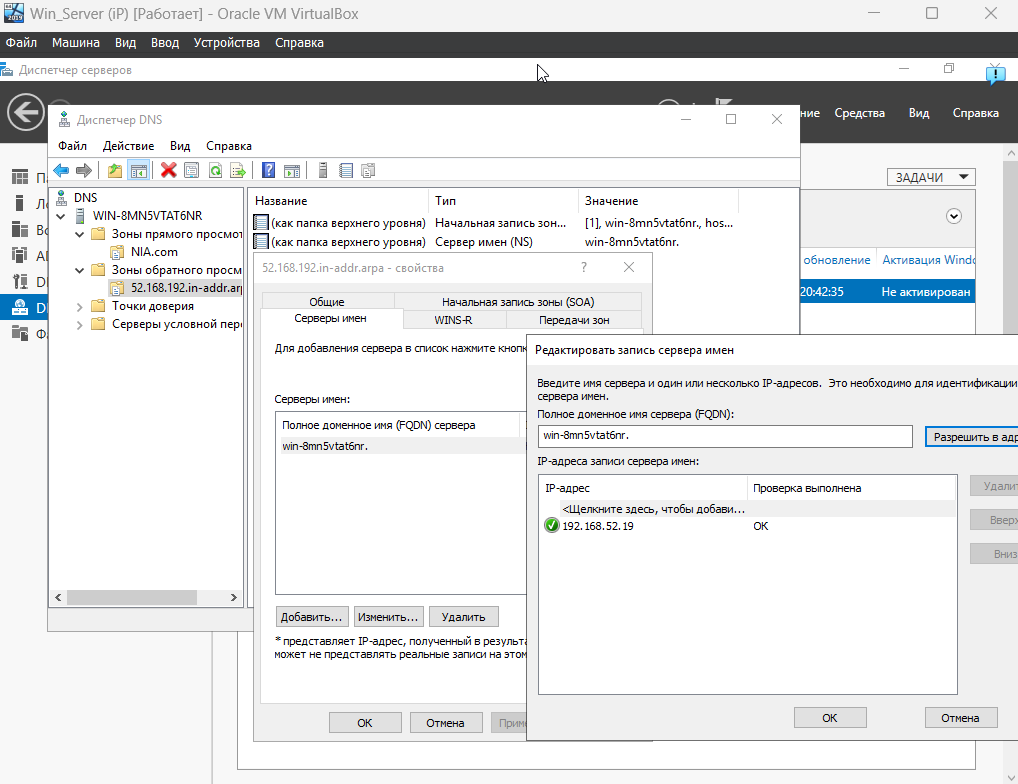 Win_Server (iP) [Работает] - Oracle VM VirtualBox
Файл Машина Вид Ввод Устройства Справка
Диспетчер серверов
Диспетчер DNS
ние Средства Вид Справка
Файл Действие Вид Справка
ЗАДАЧИ
DNS
WIN-8MN5VTAT6NR
Зоны прямого просмот
NIA.com
Зоны обратного просм
52.168.192.in-addr.arp
Точки доверия
Серверы условной пере
Название Тип Значение
(как папка верхнего уровня) Начальная запись зон... [1], win-8mn5vtat6nr., hos...
(как папка верхнего уровня) Сервер имен (NS) win-8mn5vtat6nr.
обновление Активация Windo
20:42:35 Не активирован
52.168.192.in-addr.arpa - свойства
Общие Начальная запись зоны (SOA)
Серверы имен WINS-R Передачи зон
Для добавления сервера в список нажмите кнопк
Серверы имен:
Полное доменное имя (FQDN) сервера
win-8mn5vtat6nr.
Добавить... Изменить... Удалить
* представляет IP-адрес, полученный в результа
может не представлять реальные записи на этом
ОК Отмена Приме
Редактировать запись сервера имен
Введите имя сервера и один или несколько IP-адресов. Это необходимо для идентификации
сервера имен.
Полное доменное имя сервера (FQDN):
win-8mn5vtat6nr.
Разрешить в адр
IP-адреса записи сервера имен:
IP-адрес Проверка выполнена
<Щелкните здесь, чтобы добави...
192.168.52.19 ОК
Удалит
Вверх
Вниз
ОК Отмена